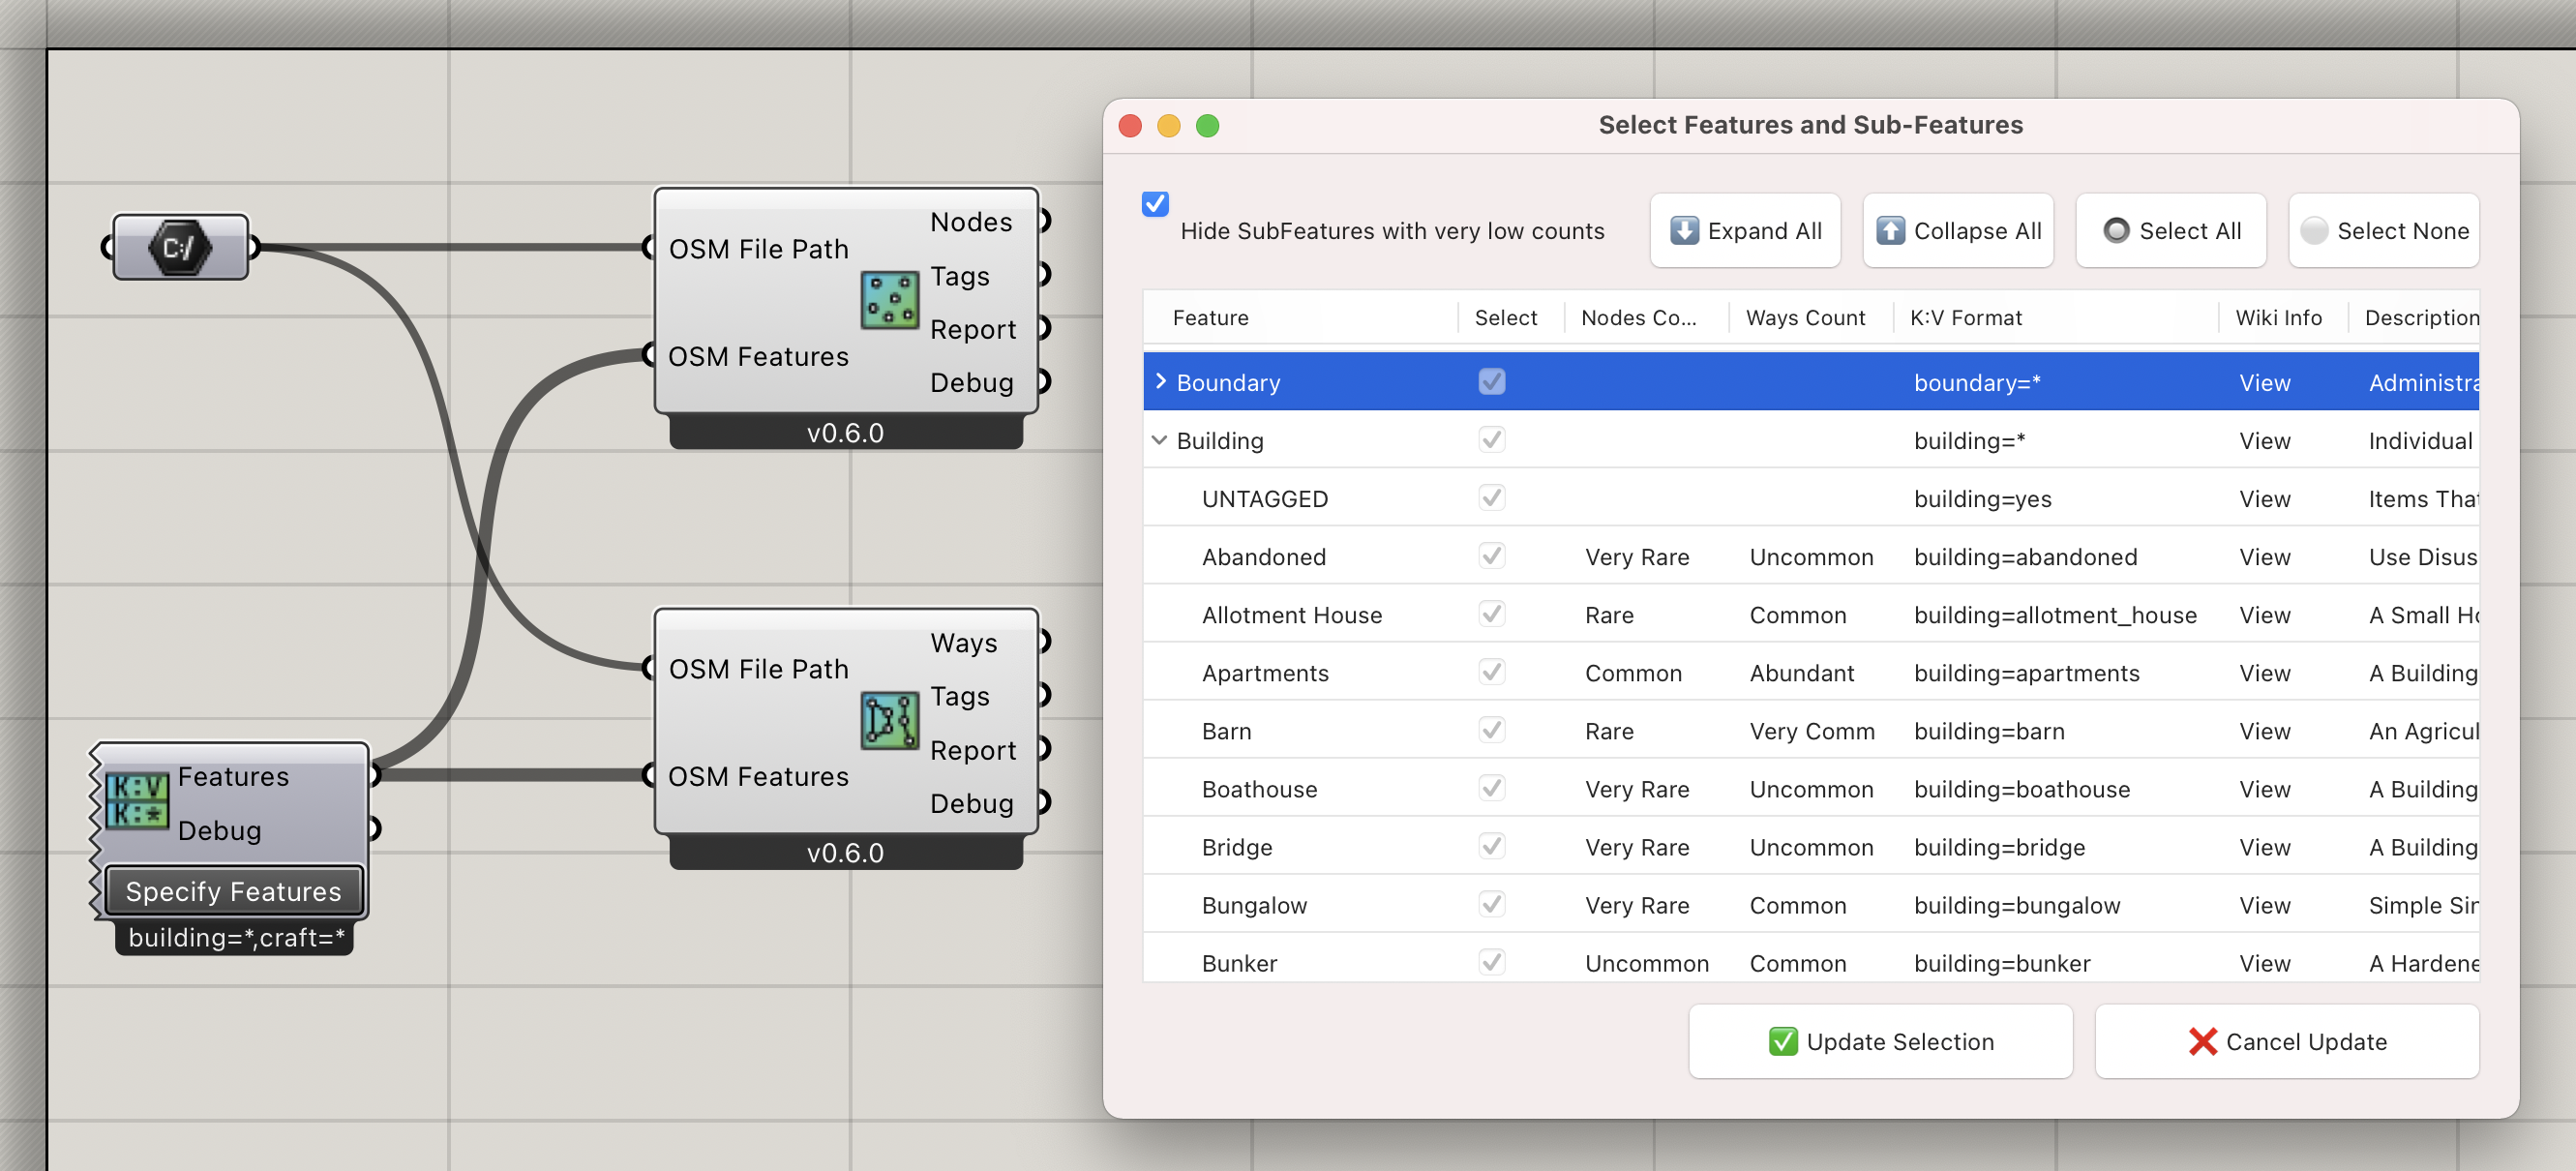 C:/
OSM File Path
OSM Features
Nodes
Tags
Report
Debug
v0.6.0
OSM File Path
OSM Features
Ways
Tags
Report
Debug
v0.6.0
K:V
K:*
Features
Debug
Specify Features
building=*,craft=*
Select Features and Sub-Features
Hide SubFeatures with very low counts
Expand All Collapse All Select All Select None
Feature Select Nodes Co... Ways Count K:V Format Wiki Info Description
Boundary boundary=* View Administra
Building building=* View Individual
UNTAGGED building=yes View Items That
Abandoned Very Rare Uncommon building=abandoned View Use Disus
Allotment House Rare Common building=allotment_house View A Small Ho
Apartments Common Abundant building=apartments View A Building
Barn Rare Very Comm building=barn View An Agricul
Boathouse Very Rare Uncommon building=boathouse View A Building
Bridge Very Rare Uncommon building=bridge View A Building
Bungalow Very Rare Common building=bungalow View Simple Sin
Bunker Uncommon Common building=bunker View A Hardene
Update Selection Cancel Update